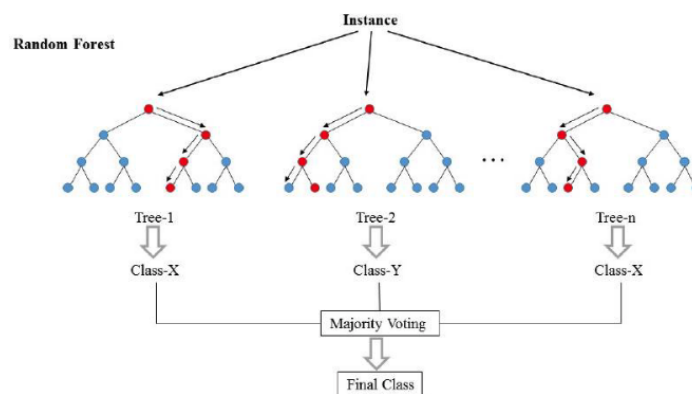 Instance
Random Forest
...
Tree-1
Tree-2
Tree-n
Class-X
Class-Y
Class-X
Majority Voting
Final Class